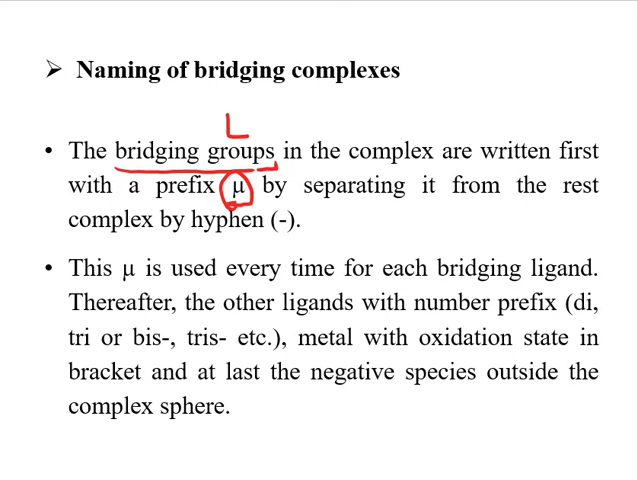 ➢ Naming of bridging complexes
L
• The bridging groups in the complex are written first
with a prefix μ by separating it from the rest
complex by hyphen (-).
• This μ is used every time for each bridging ligand.
Thereafter, the other ligands with number prefix (di,
tri or bis-, tris- etc.), metal with oxidation state in
bracket and at last the negative species outside the
complex sphere.